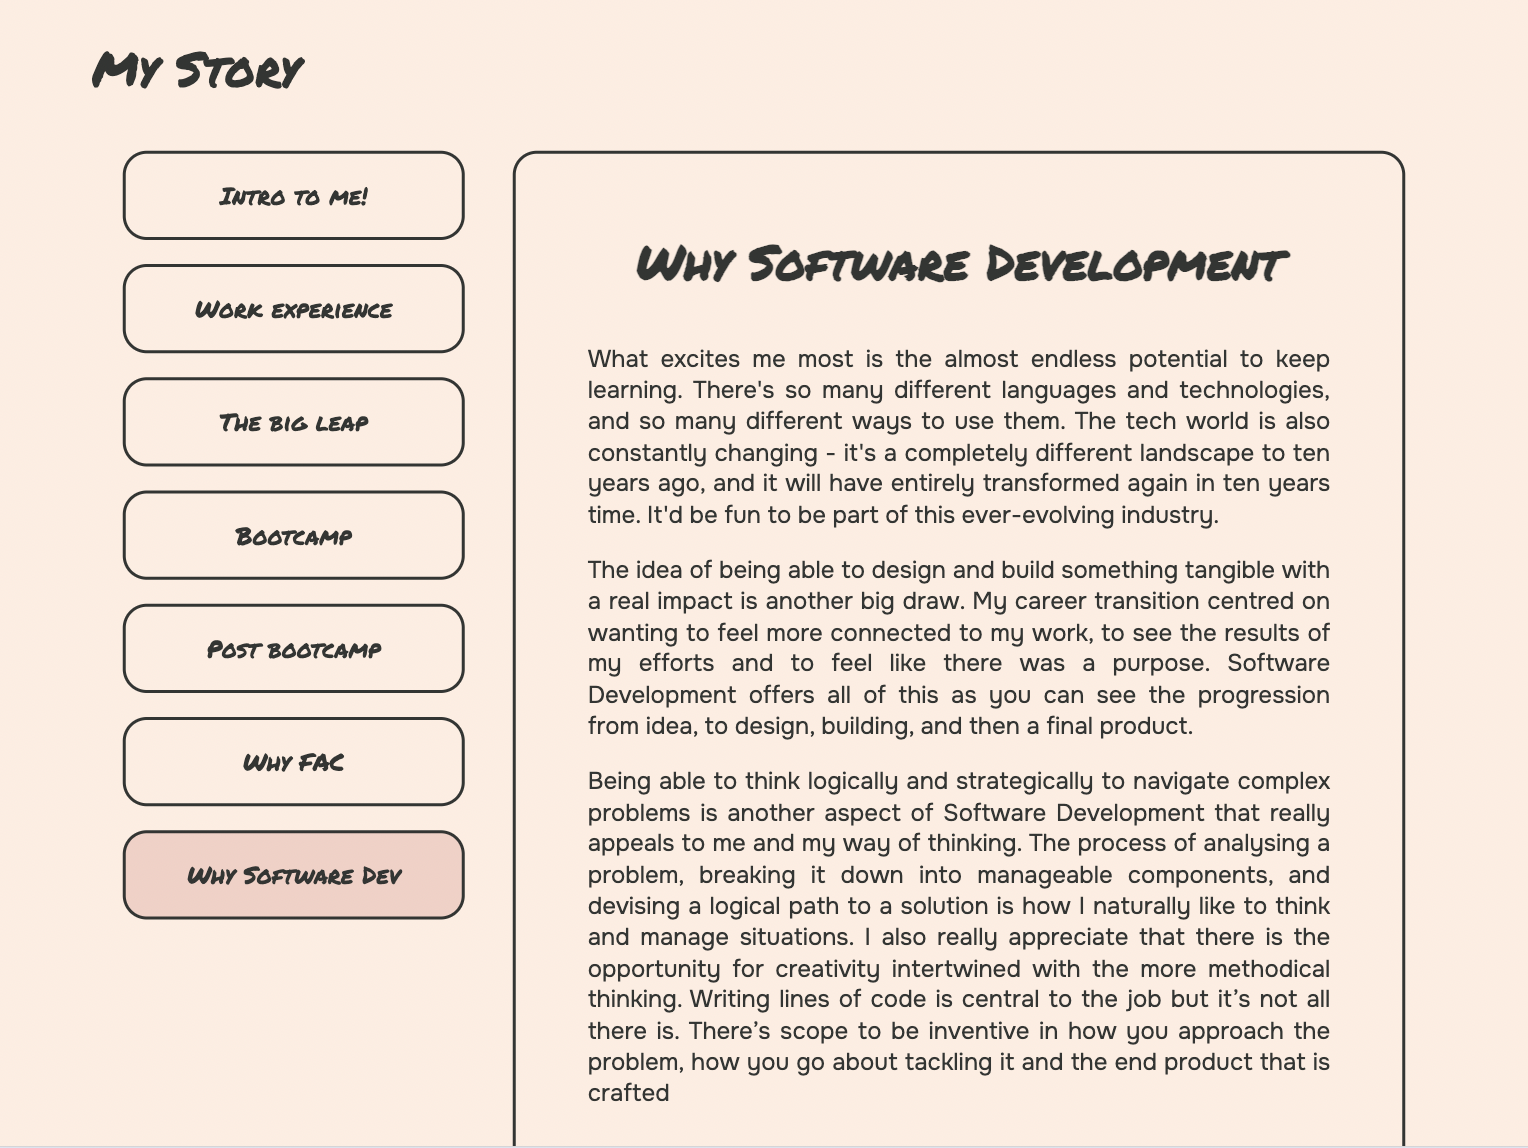 My Story
Intro to me!
Work experience
The big leap
Bootcamp
Post bootcamp
Why FAC
Why Software Dev
Why Software Development
What excites me most is the almost endless potential to keep
learning. There's so many different languages and technologies,
and so many different ways to use them. The tech world is also
constantly changing - it's a completely different landscape to ten
years ago, and it will have entirely transformed again in ten years
time. It'd be fun to be part of this ever-evolving industry.
The idea of being able to design and build something tangible with
a real impact is another big draw. My career transition centred on
wanting to feel more connected to my work, to see the results of
my efforts and to feel like there was a purpose. Software
Development offers all of this as you can see the progression
from idea, to design, building, and then a final product.
Being able to think logically and strategically to navigate complex
problems is another aspect of Software Development that really
appeals to me and my way of thinking. The process of analysing a
problem, breaking it down into manageable components, and
devising a logical path to a solution is how I naturally like to think
and manage situations. I also really appreciate that there is the
opportunity for creativity intertwined with the more methodical
thinking. Writing lines of code is central to the job but it’s not all
there is. There’s scope to be inventive in how you approach the
problem, how you go about tackling it and the end product that is
crafted